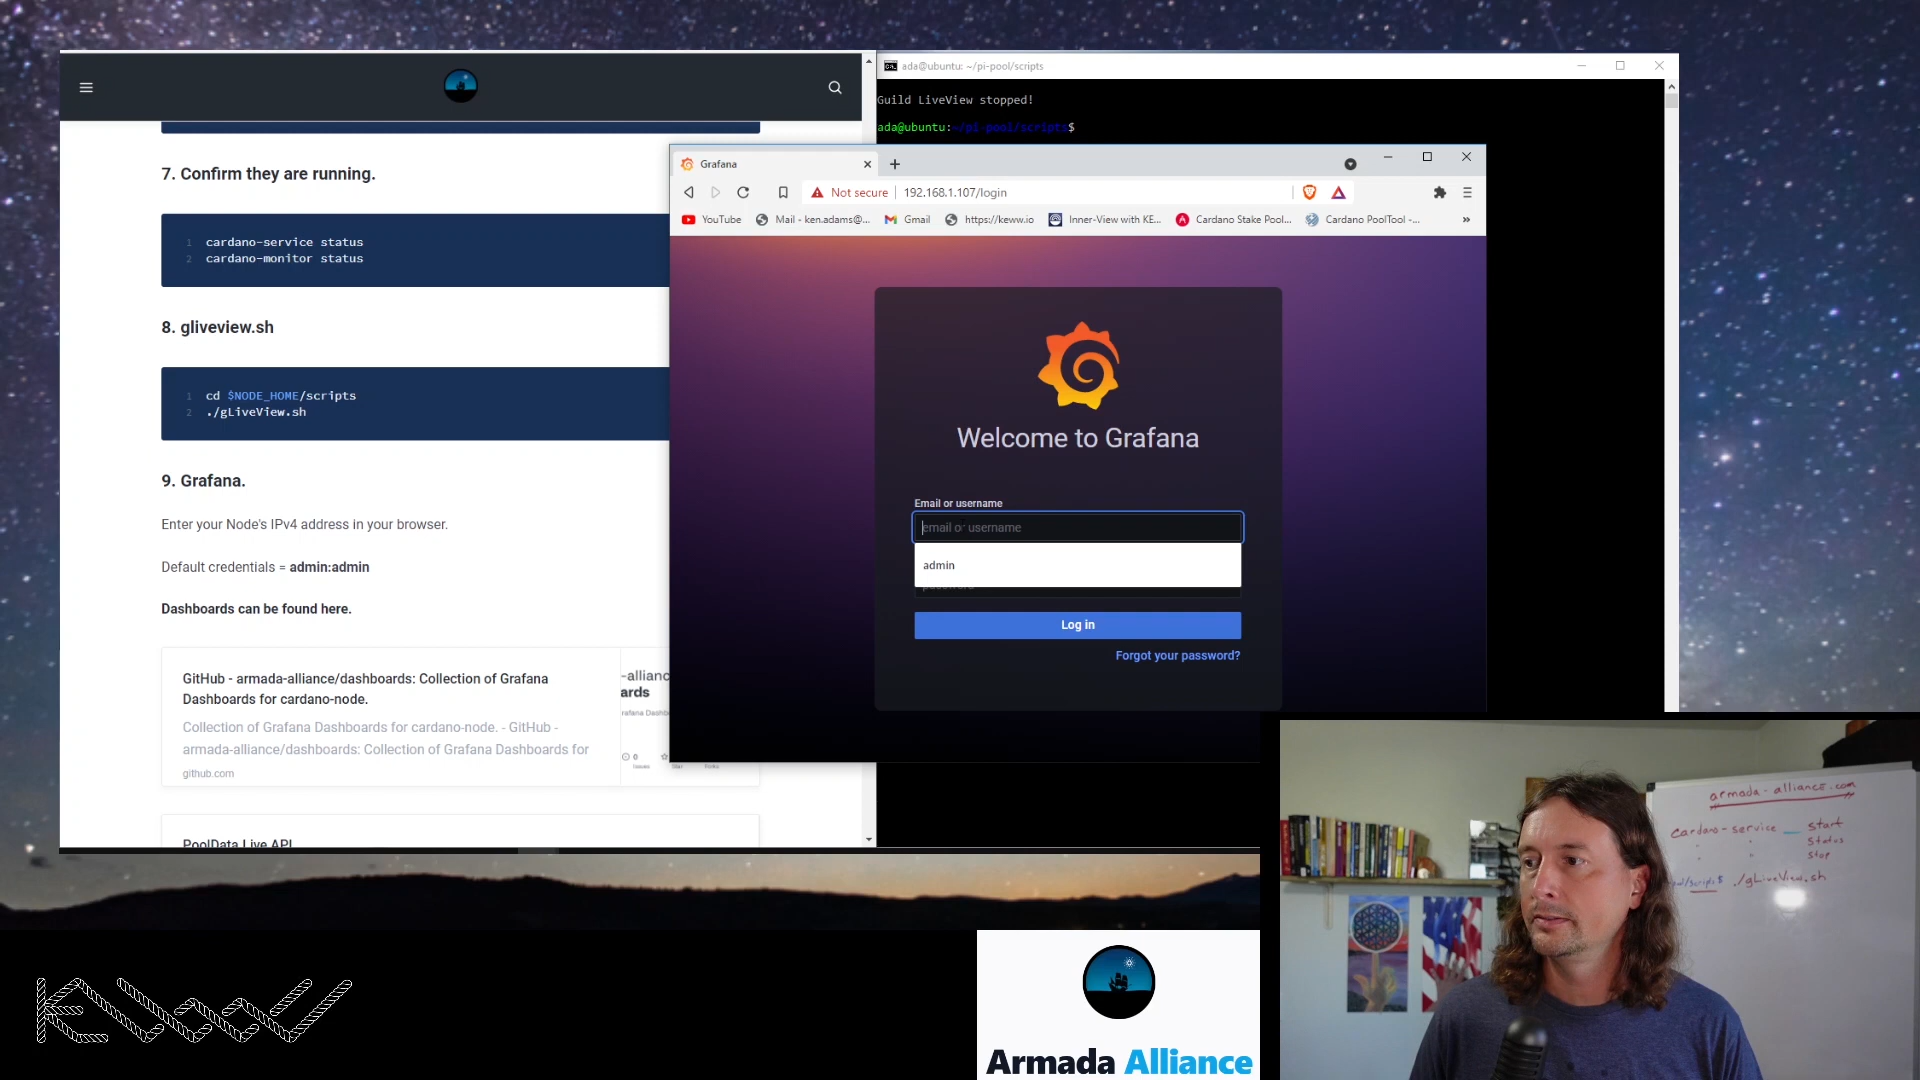 7. Confirm they are running.
1 cardano-service status
2 cardano-monitor status
8. gliveview.sh
1 cd $NODE_HOME/scripts
2 ./gLiveView.sh
9. Grafana.
Enter your Node's IPv4 address in your browser.
Default credentials = admin:admin
Dashboards can be found here.
GitHub - armada-alliance/dashboards: Collection of Grafana
Dashboards for cardano-node.
Collection of Grafana Dashboards for cardano-node. - GitHub -
armada-alliance/dashboards: Collection of Grafana Dashboards for
github.com
-allianc
ards
0
PoolData Live API
ada@ubuntu: ~/pi-pool/scripts
Guild LiveView stopped!
ada@ubuntu:~/pi-pool/scripts$
Grafana
Not secure
192.168.1.107/login
YouTube
Mail - ken.adams@...
Gmail
https://keww.io
Inner-View with KE...
Cardano Stake Pool...
Cardano PoolTool -...
»
Welcome to Grafana
Email or username
email or username
admin
password
Log in
Forgot your password?
armada-alliance.com
cardano-service start
status
stop
./gLiveView.sh
KEWW
Armada Alliance